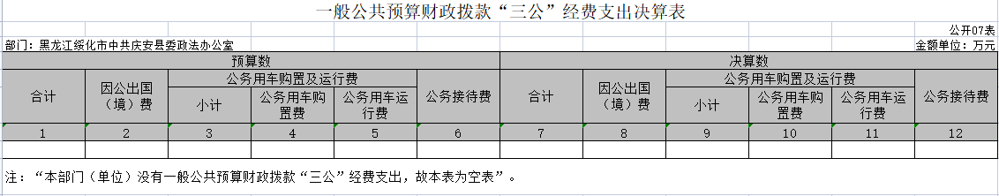 一般公共预算财政拨款“三公”经费支出决算表
公开07表
部门：黑龙江绥化市中共庆安县委政法办公室 金额单位：万元
预算数 决算数
合计 因公出国（境）费 公务用车购置及运行费 公务接待费 合计 因公出国（境）费 公务用车购置及运行费 公务接待费
小计 公务用车购置费 公务用车运行费 小计 公务用车购置费 公务用车运行费
1 2 3 4 5 6 7 8 9 10 11 12
注：“本部门（单位）没有一般公共预算财政拨款“三公”经费支出，故本表为空表”。